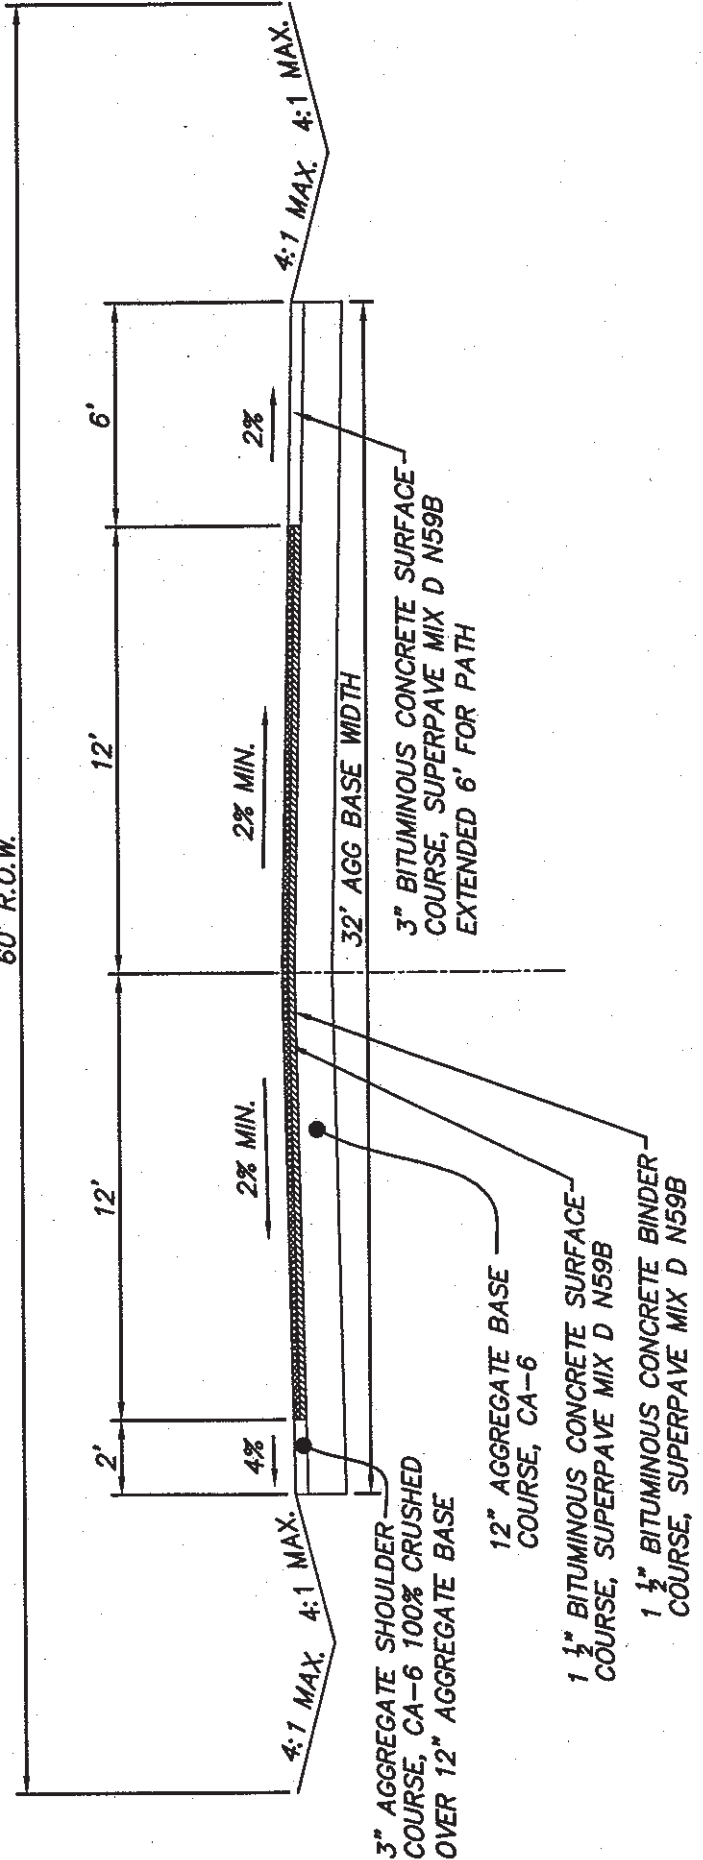 60' R.O.W.
2'
12'
12'
6'
4%
2% MIN.
2% MIN.
2%
4:1 MAX.
4:1 MAX.
4:1 MAX.
4:1 MAX.
32' AGG BASE WIDTH
3" AGGREGATE SHOULDER
COURSE, CA-6 100% CRUSHED
OVER 12" AGGREGATE BASE
12" AGGREGATE BASE
COURSE, CA-6
1 1/2" BITUMINOUS CONCRETE SURFACE
COURSE, SUPERPAVE MIX D N59B
1 1/2" BITUMINOUS CONCRETE BINDER
COURSE, SUPERPAVE MIX D N59B
3" BITUMINOUS CONCRETE SURFACE
COURSE, SUPERPAVE MIX D N59B
EXTENDED 6' FOR PATH